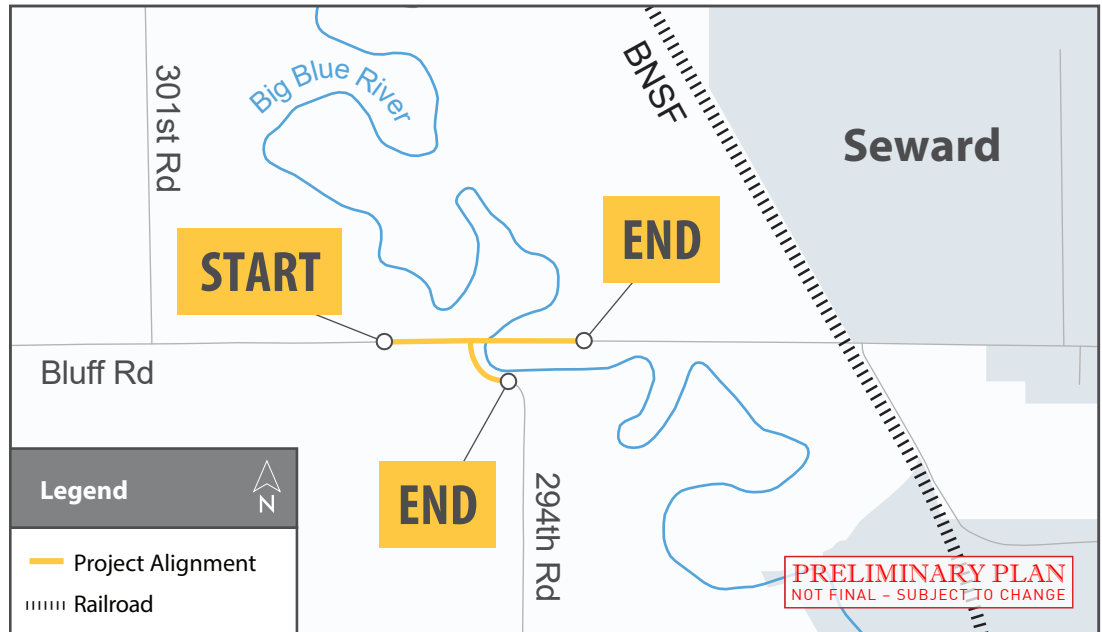 301st Rd
Big Blue River
BNSF
Seward
START
END
Bluff Rd
END
294th Rd
Legend
N
Project Alignment
Railroad
PRELIMINARY PLAN
NOT FINAL – SUBJECT TO CHANGE